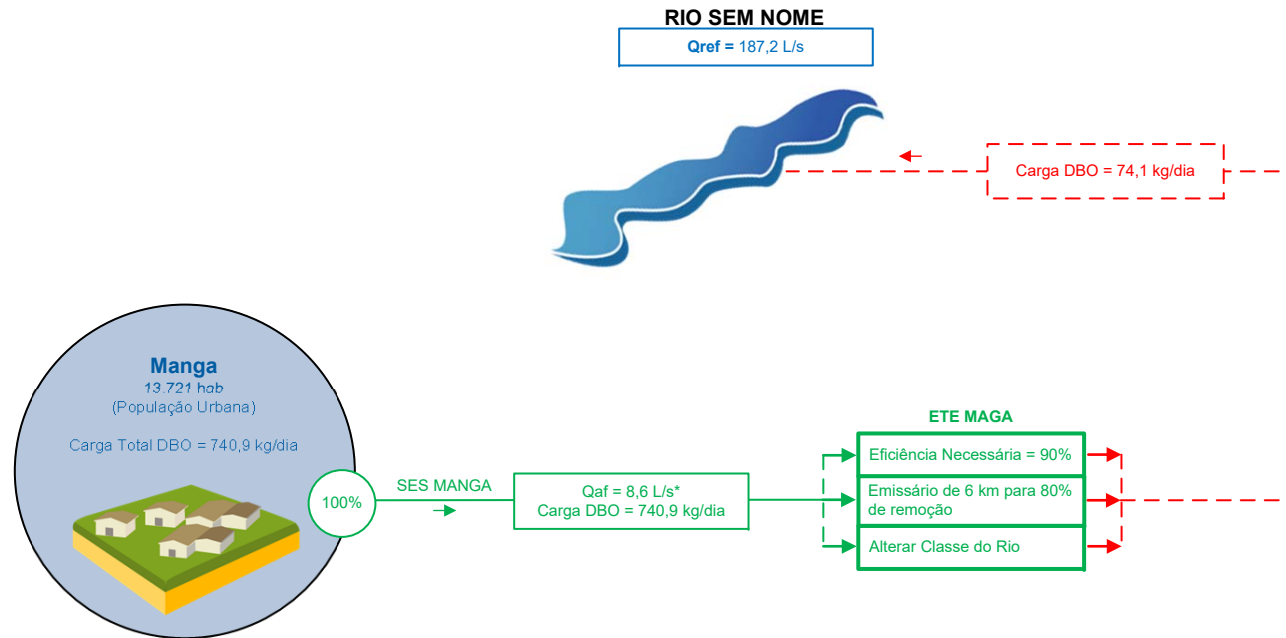 RIO SEM NOME
Qref = 187,2 L/s
Carga DBO = 74,1 kg/dia
Manga
13.721 hab
(População Urbana)
Carga Total DBO = 740,9 kg/dia
100%
SES MANGA
Qaf = 8,6 L/s*
Carga DBO = 740,9 kg/dia
ETE MAGA
Eficiência Necessária = 90%
Emissário de 6 km para 80%
de remoção
Alterar Classe do Rio